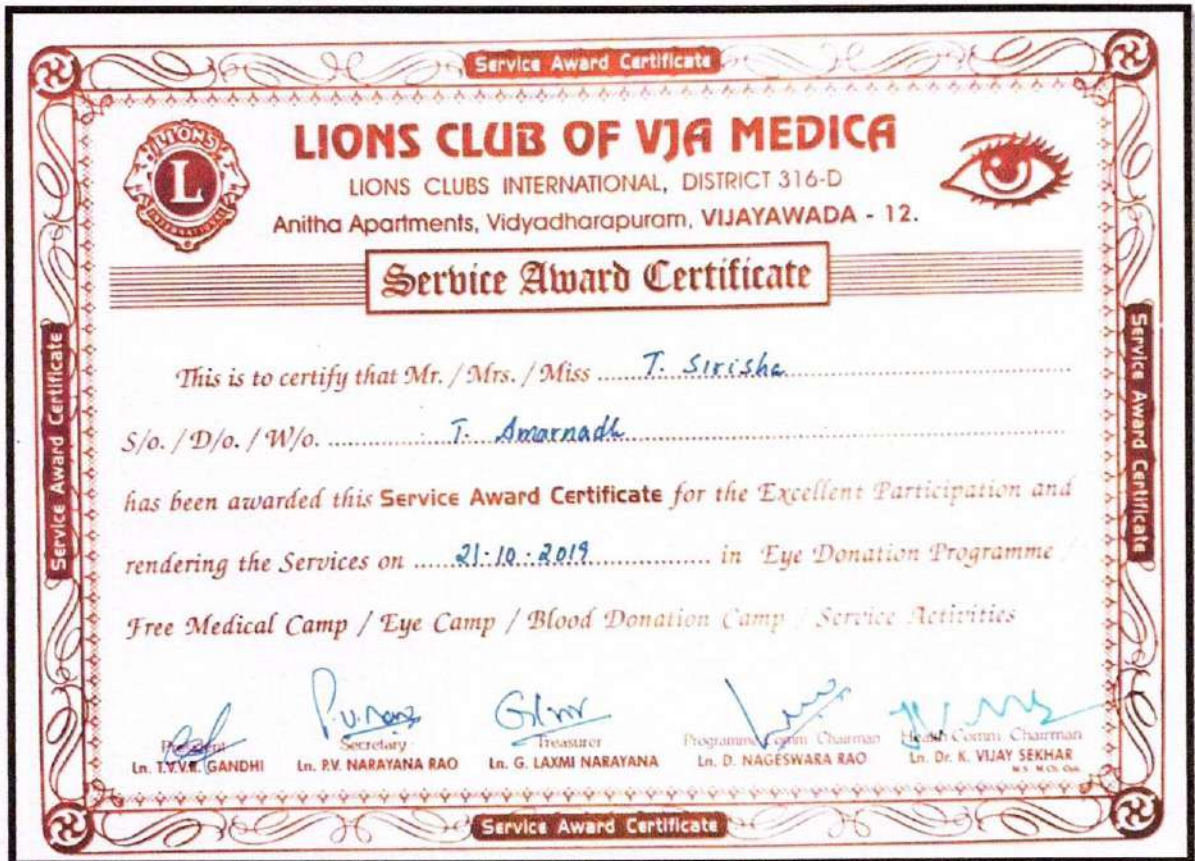 Service Award Certificate
LIONS
L
INTERNATIONAL
LIONS CLUB OF VJA MEDICA
LIONS CLUBS INTERNATIONAL, DISTRICT 316-D
Anitha Apartments, Vidyadharapuram, VIJAYAWADA - 12.
Service Award Certificate
Service Award Certificate
Service Award Certificate
This is to certify that Mr. / Mrs. / Miss T. Sirisha
S/o. / D/o. / W/o. T. Amarnadh
has been awarded this Service Award Certificate for the Excellent Participation and
rendering the Services on 21.10.2019 in Eye Donation Programme /
Free Medical Camp / Eye Camp / Blood Donation Camp / Service Activities
President
Ln. T.V.V.R. GANDHI
Secretary
Ln. P.V. NARAYANA RAO
Treasurer
Ln. G. LAXMI NARAYANA
Programme Comm. Chairman
Ln. D. NAGESWARA RAO
Health Comm. Chairman
Ln. Dr. K. VIJAY SEKHAR
Service Award Certificate